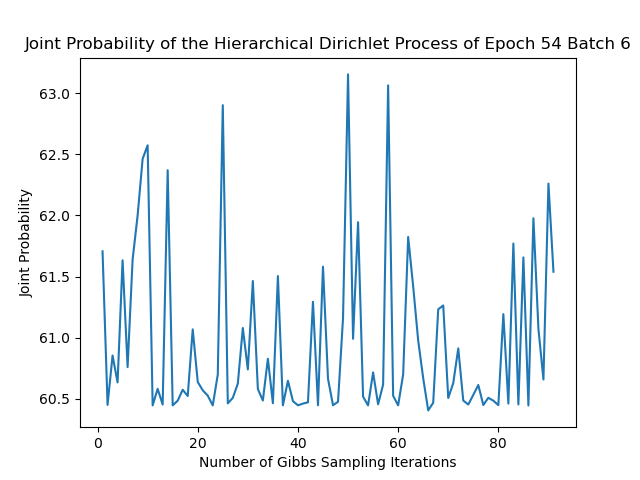 Joint Probability of the Hierarchical Dirichlet Process of Epoch 54 Batch 6
63.0
62.5
62.0
61.5
61.0
60.5
Joint Probability
0 20 40 60 80
Number of Gibbs Sampling Iterations